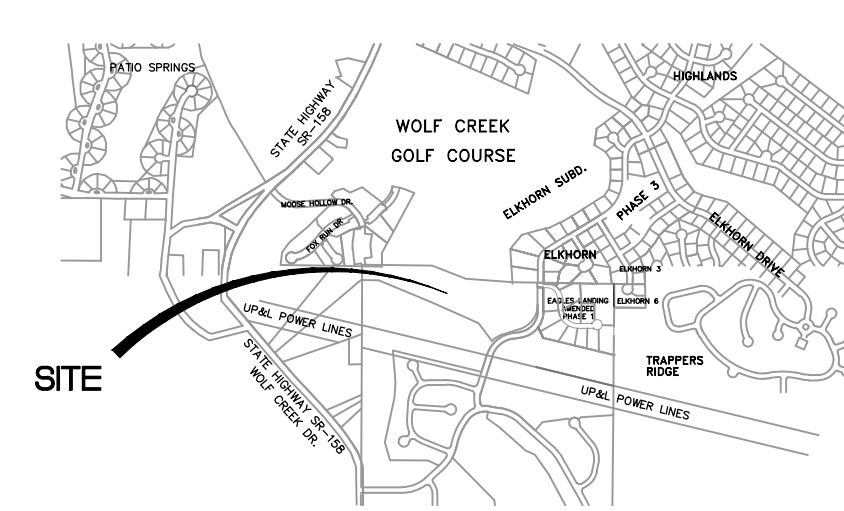 PATIO SPRINGS
HIGHLANDS
STATE HIGHWAY
SR-158
WOLF CREEK
GOLF COURSE
ELKHORN SUBD.
PHASE 3
MOOSE HOLLOW DR.
FOX RUN DR
ELKHORN DRIVE
ELKHORN
ELKHORN 3
EAGLES LANDING
AMENDED
PHASE 1
ELKHORN 6
UP&L POWER LINES
SITE
STATE HIGHWAY SR-158
WOLF CREEK DR.
TRAPPERS
RIDGE
UP&L POWER LINES